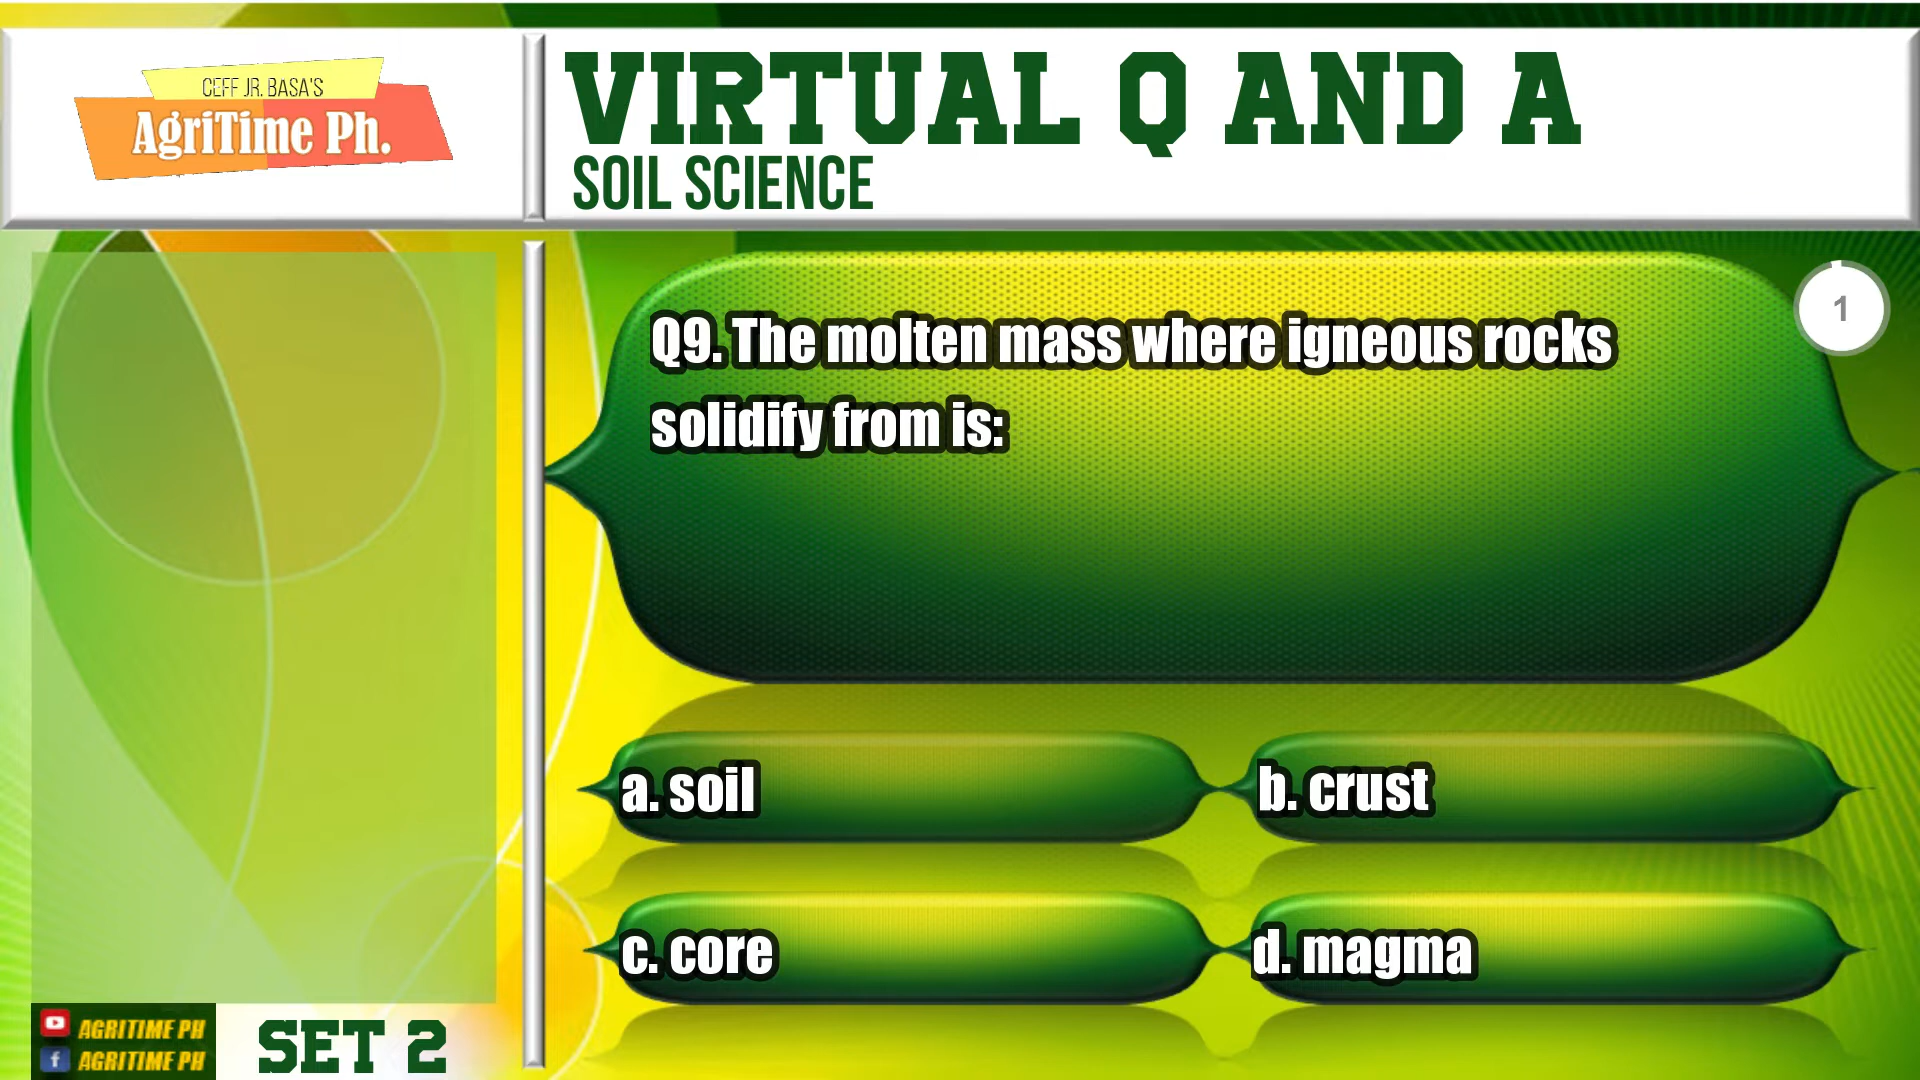 CEFF JR. BASA'S
AgriTime Ph.
VIRTUAL Q AND A
SOIL SCIENCE
1
Q9. The molten mass where igneous rocks
solidify from is:
a. soil
b. crust
c. core
d. magma
AGRITIME PH
AGRITIME PH
SET 2